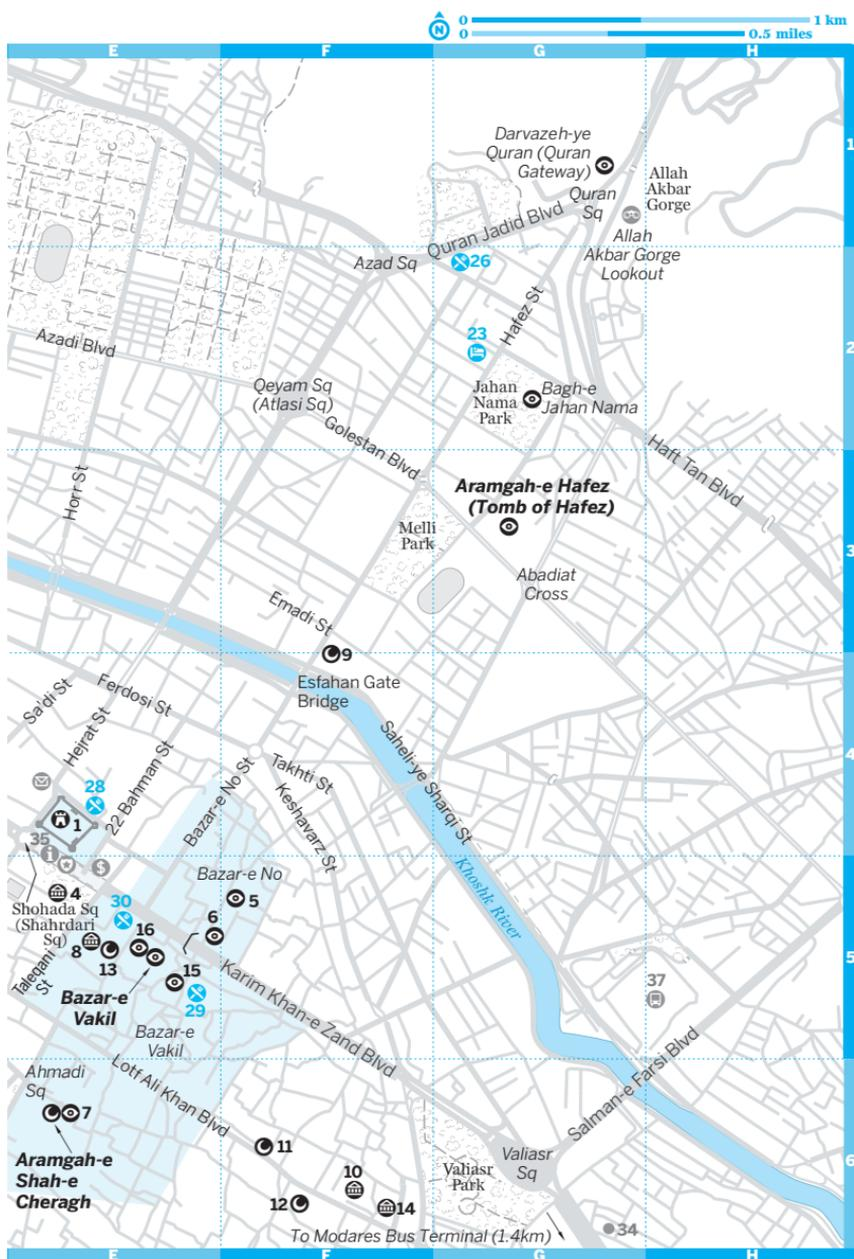 N
0 1 km
0 0.5 miles
E F G H
Darvazeh-ye
Quran (Quran
Gateway)
1
Allah
Akbar
Gorge
Quran
Sq
Quran Jadid Blvd
Allah
Akbar Gorge
Lookout
Azad Sq
26
Hafez St
23
Azadi Blvd
2
Qeyam Sq
(Atlasi Sq)
Jahan
Nama
Park
Bagh-e
Jahan Nama
Golestan Blvd
Haft Tan Blvd
Horr St
Aramgah-e Hafez
(Tomb of Hafez)
Melli
Park
3
Abadiat
Cross
Emadi St
9
Esfahan Gate
Bridge
Sa'di St
Ferdosi St
Hejrat St
Saheli-ye Sharqi St
4
22 Bahman St
Bazar-e No St
Takhti St
Keshavarz St
28
1
35
i
$
Bazar-e No
5
Khoshk River
4
Shohada Sq
(Shahrdari
Sq)
30
6
16
8
13
15
5
37
Taleqani
St
Bazar-e
Vakil
29
Karim Khan-e Zand Blvd
Bazar-e
Vakil
Salman-e Farsi Blvd
Ahmadi
Sq
Lotf Ali Khan Blvd
7
11
Valiasr
Sq
6
Aramgah-e
Shah-e
Cheragh
10
Valiasr
Park
12
14
34
To Modares Bus Terminal (1.4km)
E F G H